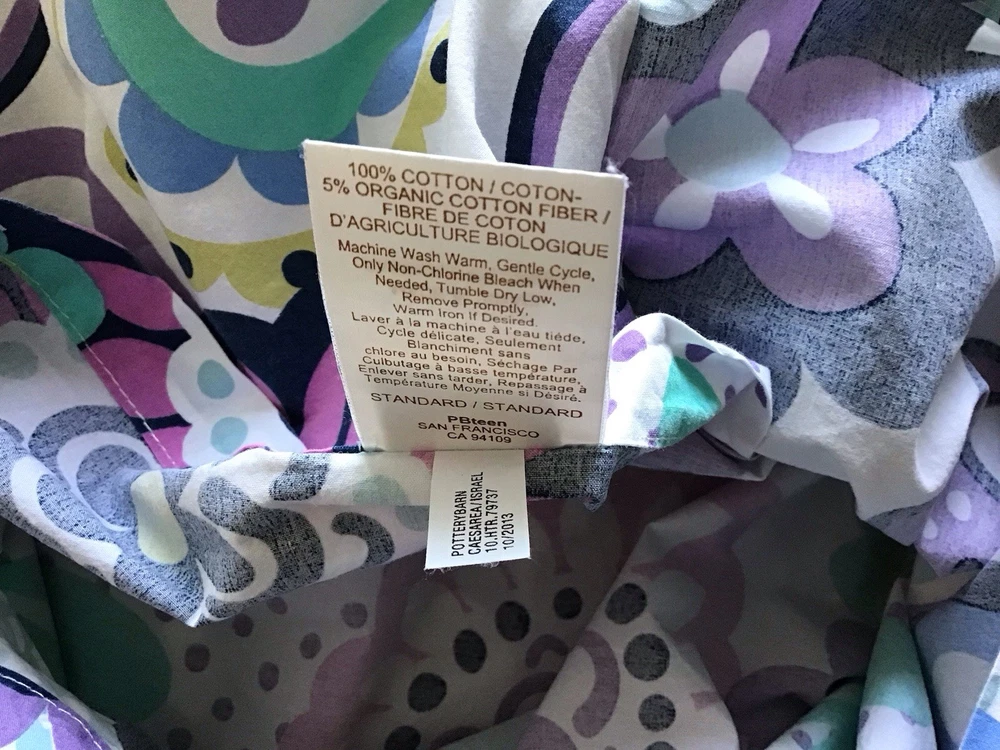 100% COTTON / COTON-
5% ORGANIC COTTON FIBER /
FIBRE DE COTON
D'AGRICULTURE BIOLOGIQUE
Machine Wash Warm, Gentle Cycle,
Only Non-Chlorine Bleach When
Needed, Tumble Dry Low,
Remove Promptly,
Warm Iron If Desired.
Laver à la machine à l'eau tiède,
Cycle délicate, Seulement
Blanchiment sans
chlore au besoin, Séchage Par
Culbutage à basse température,
Enlever sans tarder, Repassage à
Température Moyenne si Désiré.
STANDARD / STANDARD
PBteen
SAN FRANCISCO
CA 94109
POTTERYBARN
CAESAREA/ISRAEL
10.HTR.79737
10/2013